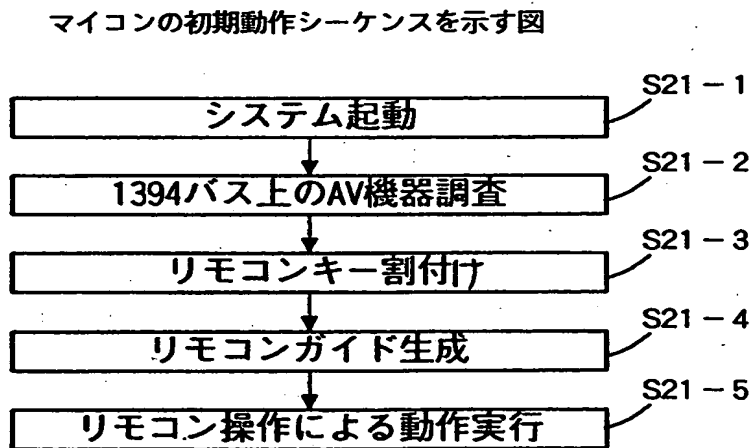 マイコンの初期動作シーケンスを示す図
S21－1
システム起動
S21－2
1394バス上のAV機器調査
S21－3
リモコンキー割付け
S21－4
リモコンガイド生成
S21－5
リモコン操作による動作実行